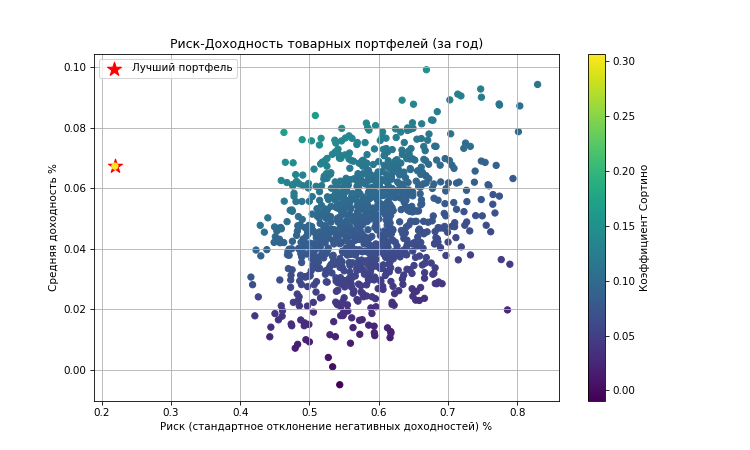 Риск-Доходность товарных портфелей (за год)
Лучший портфель
Средняя доходность %
0.10
0.08
0.06
0.04
0.02
0.00
0.2 0.3 0.4 0.5 0.6 0.7 0.8
Риск (стандартное отклонение негативных доходностей) %
0.30
0.25
0.20
0.15
0.10
0.05
0.00
Коэффициент Сортино